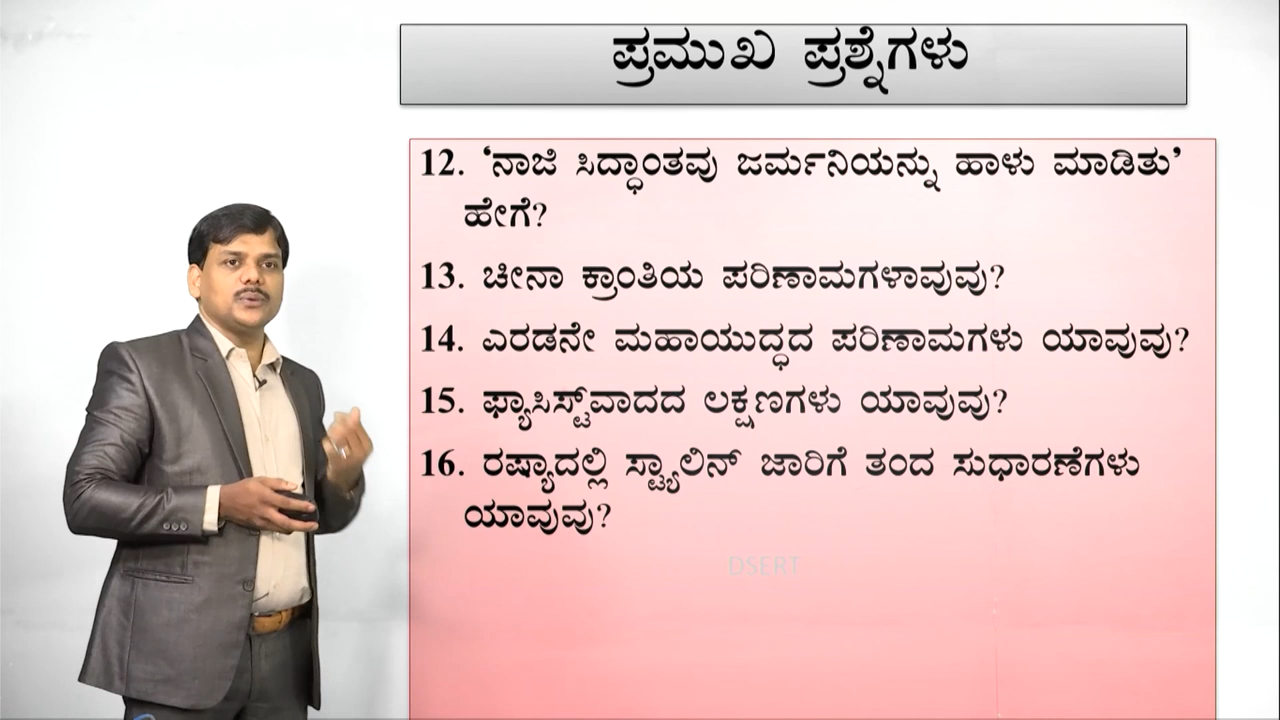 ಪ್ರಮುಖ ಪ್ರಶ್ನೆಗಳು
12. ‘ನಾಜಿ ಸಿದ್ಧಾಂತವು ಜರ್ಮನಿಯನ್ನು ಹಾಳು ಮಾಡಿತು’
ಹೇಗೆ?
13. ಚೀನಾ ಕ್ರಾಂತಿಯ ಪರಿಣಾಮಗಳಾವುವು?
14. ಎರಡನೇ ಮಹಾಯುದ್ಧದ ಪರಿಣಾಮಗಳು ಯಾವುವು?
15. ಫ್ಯಾಸಿಸ್ಟ್‌ವಾದದ ಲಕ್ಷಣಗಳು ಯಾವುವು?
16. ರಷ್ಯಾದಲ್ಲಿ ಸ್ಟ್ಯಾಲಿನ್ ಜಾರಿಗೆ ತಂದ ಸುಧಾರಣೆಗಳು
ಯಾವುವು?
DSERT